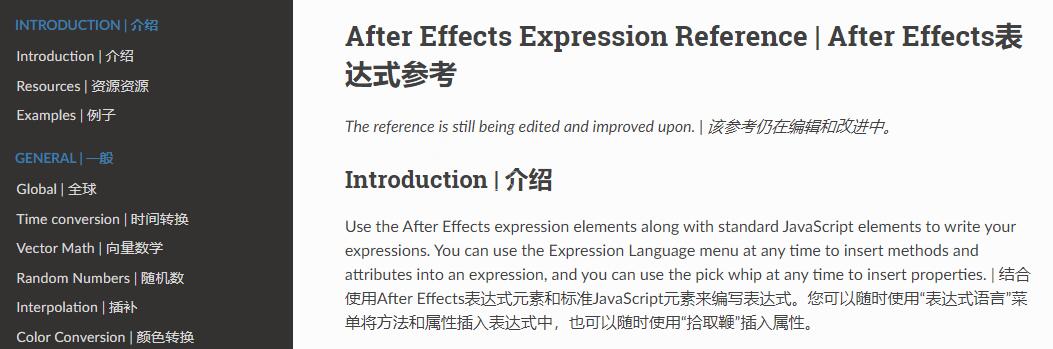 INTRODUCTION | 介绍
Introduction | 介绍
Resources | 资源资源
Examples | 例子
GENERAL | 一般
Global | 全球
Time conversion | 时间转换
Vector Math | 向量数学
Random Numbers | 随机数
Interpolation | 插补
Color Conversion | 颜色转换
After Effects Expression Reference | After Effects表
达式参考
The reference is still being edited and improved upon. | 该参考仍在编辑和改进中。
Introduction | 介绍
Use the After Effects expression elements along with standard JavaScript elements to write your
expressions. You can use the Expression Language menu at any time to insert methods and
attributes into an expression, and you can use the pick whip at any time to insert properties. | 结合
使用After Effects表达式元素和标准JavaScript元素来编写表达式。您可以随时使用“表达式语言”菜
单将方法和属性插入表达式中，也可以随时使用“拾取鞭”插入属性。